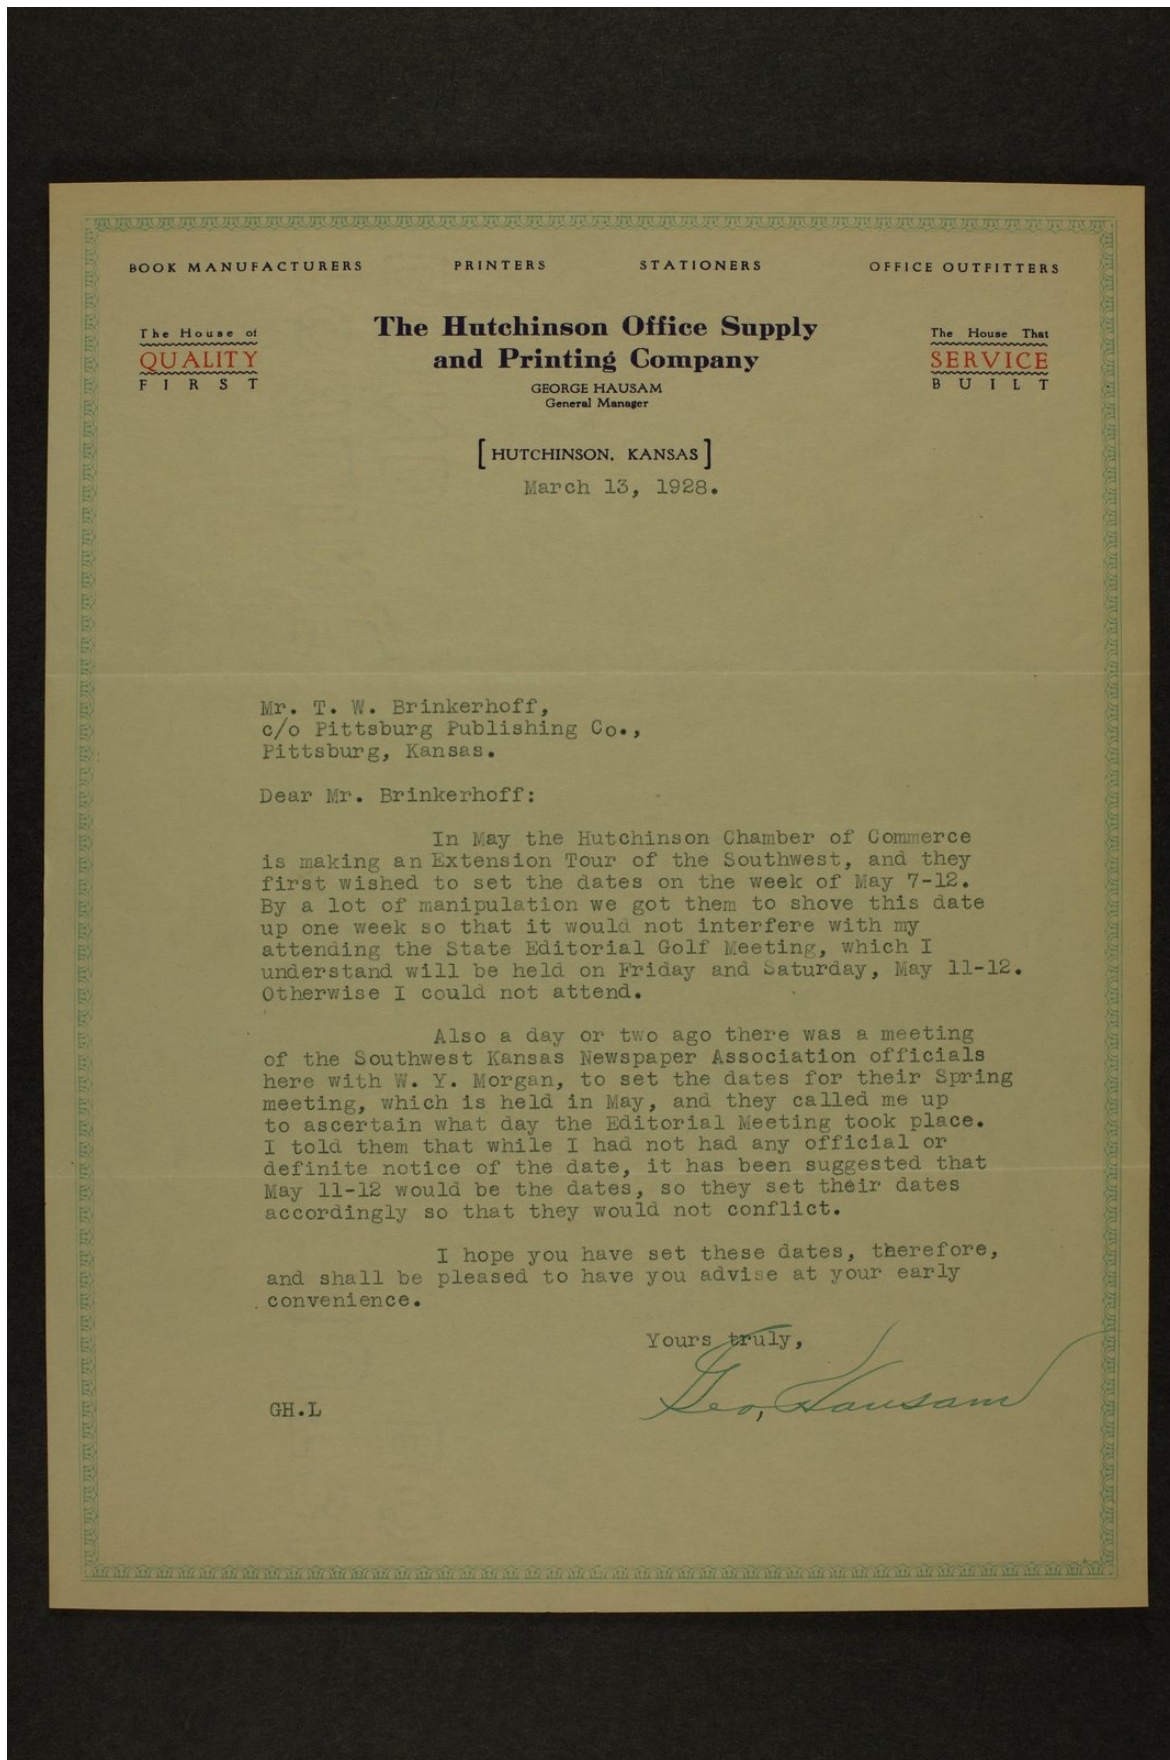 BOOK MANUFACTURERS PRINTERS STATIONERS OFFICE OUTFITTERS
The House of
QUALITY
FIRST
The Hutchinson Office Supply
and Printing Company
GEORGE HAUSAM
General Manager
The House That
SERVICE
BUILT
[HUTCHINSON, KANSAS]
March 13, 1928.
Mr. T. W. Brinkerhoff,
c/o Pittsburg Publishing Co.,
Pittsburg, Kansas.
Dear Mr. Brinkerhoff:
In May the Hutchinson Chamber of Commerce
is making an Extension Tour of the Southwest, and they
first wished to set the dates on the week of May 7-12.
By a lot of manipulation we got them to shove this date
up one week so that it would not interfere with my
attending the State Editorial Golf Meeting, which I
understand will be held on Friday and Saturday, May 11-12.
Otherwise I could not attend.
Also a day or two ago there was a meeting
of the Southwest Kansas Newspaper Association officials
here with W. Y. Morgan, to set the dates for their Spring
meeting, which is held in May, and they called me up
to ascertain what day the Editorial Meeting took place.
I told them that while I had not had any official or
definite notice of the date, it has been suggested that
May 11-12 would be the dates, so they set their dates
accordingly so that they would not conflict.
I hope you have set these dates, therefore,
and shall be pleased to have you advise at your early
convenience.
Yours truly,
Geo, Hausam
GH.L